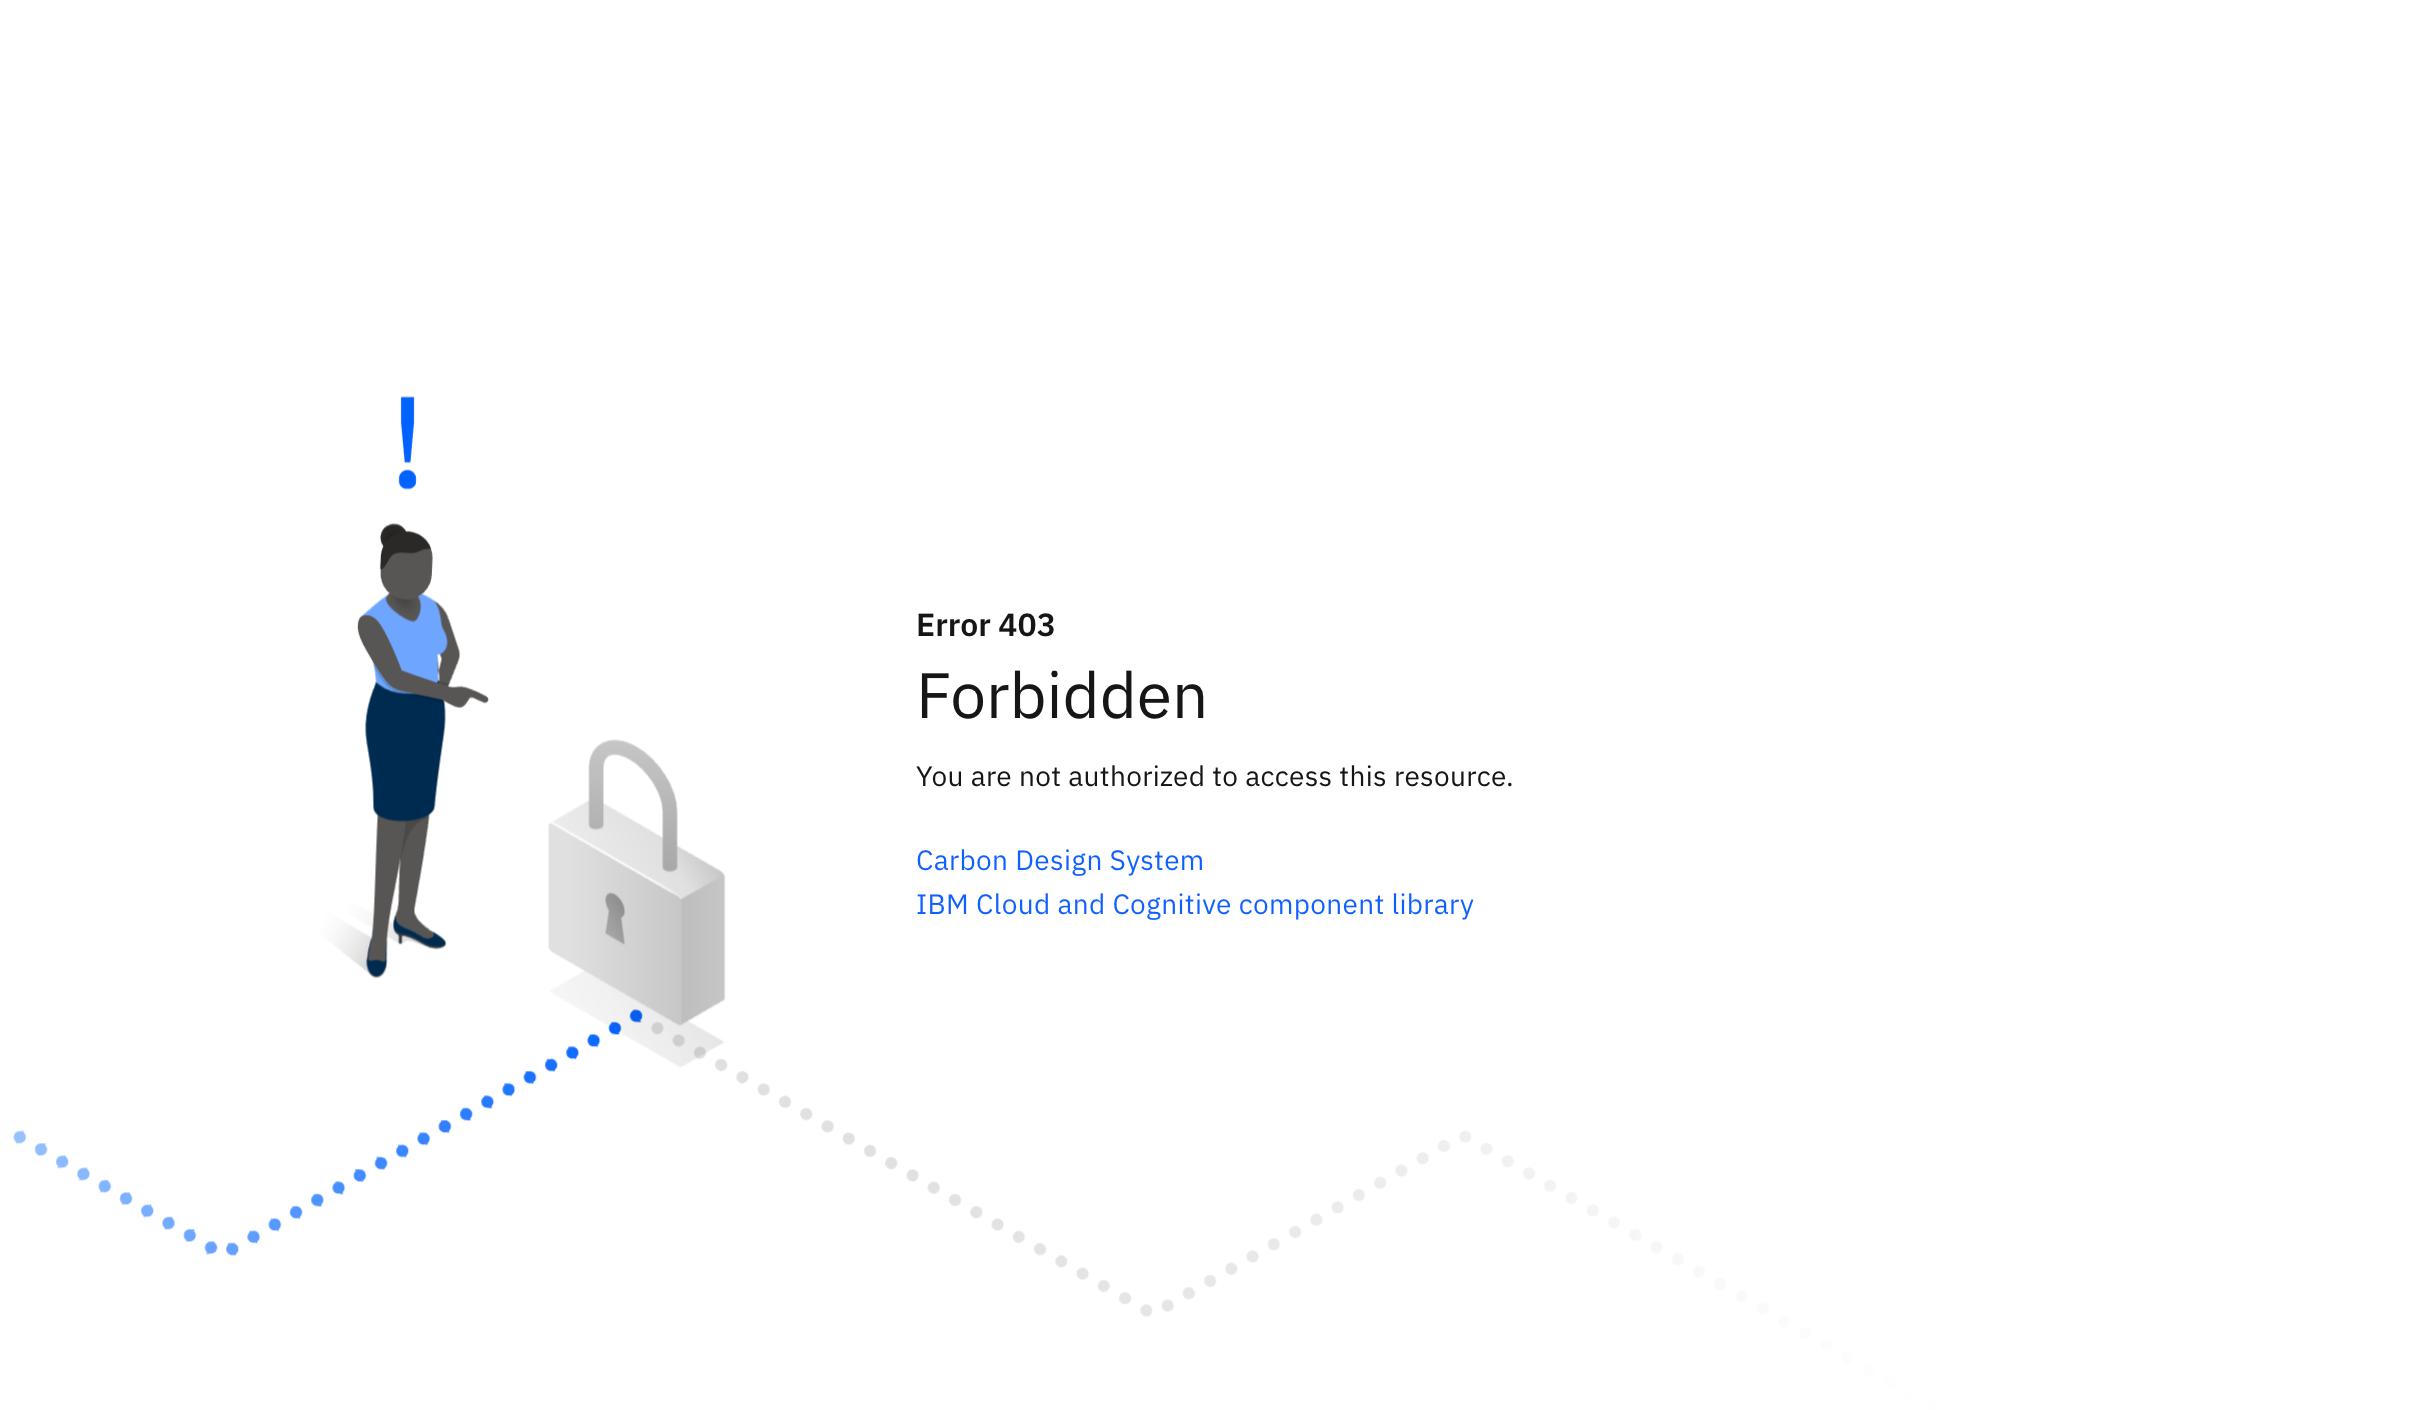 !
Error 403
Forbidden
You are not authorized to access this resource.
Carbon Design System
IBM Cloud and Cognitive component library